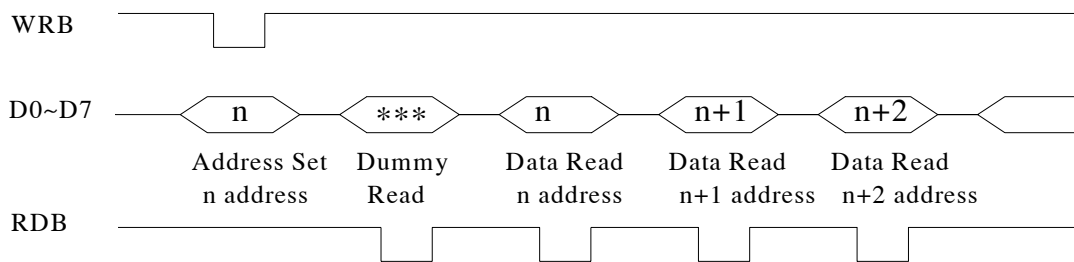 WRB
D0~D7 n *** n n+1 n+2
Address Set Dummy Data Read Data Read Data Read
n address Read n address n+1 address n+2 address
RDB